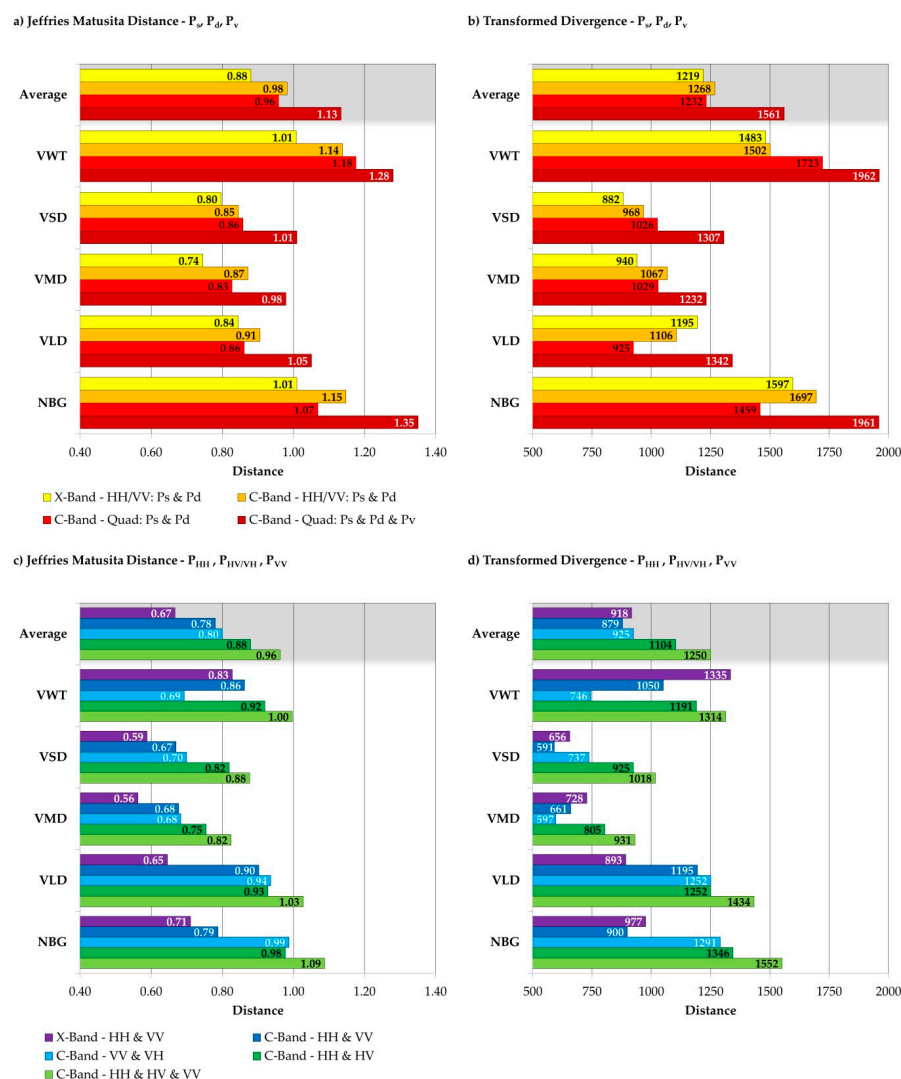 a) Jeffries Matusita Distance - Ps, Pd, Pv
Average
0.88
0.98
0.96
1.13
VWT
1.01
1.14
1.18
1.28
VSD
0.80
0.85
0.86
1.01
VMD
0.74
0.87
0.83
0.98
VLD
0.84
0.91
0.86
1.05
NBG
1.01
1.15
1.07
1.35
0.40 0.60 0.80 1.00 1.20 1.40
Distance
b) Transformed Divergence - Ps, Pd, Pv
Average
1219
1268
1232
1561
VWT
1483
1502
1723
1962
VSD
882
968
1026
1307
VMD
940
1067
1029
1232
VLD
1195
1106
925
1342
NBG
1597
1697
1459
1961
500 750 1000 1250 1500 1750 2000
Distance
X-Band - HH/VV: Ps & Pd
C-Band - HH/VV: Ps & Pd
C-Band - Quad: Ps & Pd
C-Band - Quad: Ps & Pd & Pv
c) Jeffries Matusita Distance - PHH , PHV/VH , PVV
Average
0.67
0.78
0.80
0.88
0.96
VWT
0.83
0.86
0.69
0.92
1.00
VSD
0.59
0.67
0.70
0.82
0.88
VMD
0.56
0.68
0.68
0.75
0.82
VLD
0.65
0.90
0.94
0.93
1.03
NBG
0.71
0.79
0.99
0.98
1.09
0.40 0.60 0.80 1.00 1.20 1.40
Distance
d) Transformed Divergence - PHH , PHV/VH , PVV
Average
918
879
925
1104
1250
VWT
1335
1050
746
1191
1314
VSD
656
591
737
925
1018
VMD
728
661
597
805
931
VLD
893
1195
1252
1252
1434
NBG
977
900
1291
1346
1552
500 750 1000 1250 1500 1750 2000
Distance
X-Band - HH & VV
C-Band - HH & VV
C-Band - VV & VH
C-Band - HH & HV
C-Band - HH & HV & VV